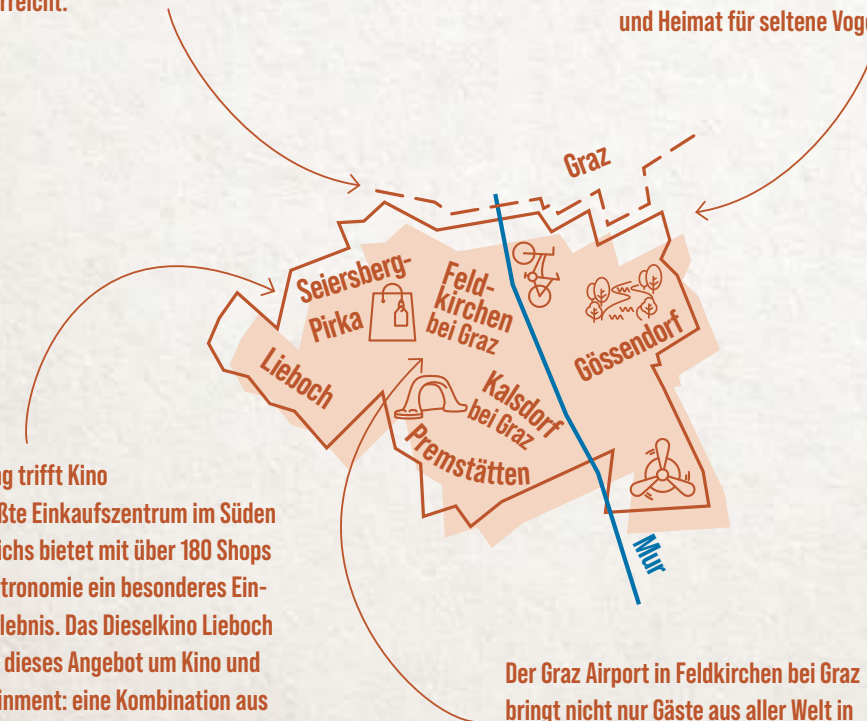 erreicht.
und Heimat für seltene Voge
Graz
Seiersberg-
Pirka
Feld-
kirchen
bei Graz
Gössendorf
Lieboch
Kalsdorf
bei Graz
Premstätten
Mur
ng trifft Kino
ßte Einkaufszentrum im Süden
ichs bietet mit über 180 Shops
tronomie ein besonderes Ein-
lebnis. Das Dieselkino Lieboch
dieses Angebot um Kino und
inment: eine Kombination aus
Der Graz Airport in Feldkirchen bei Graz
bringt nicht nur Gäste aus aller Welt in